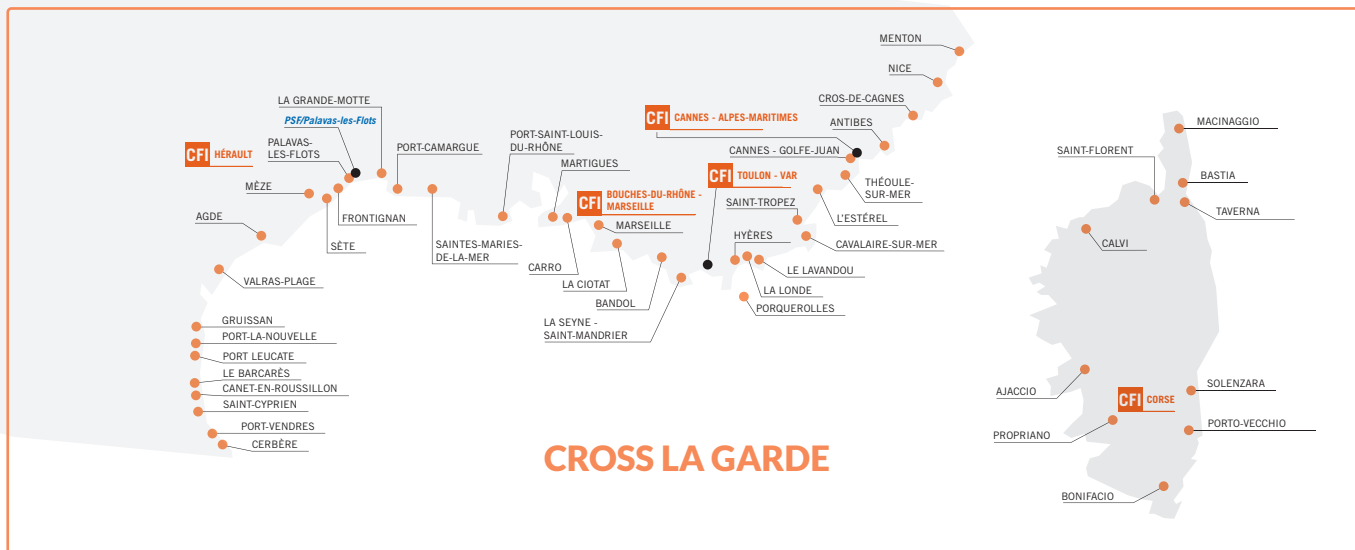 MENTON
NICE
LA GRANDE-MOTTE
CROS-DE-CAGNES
PSF/Palavas-les-Flots
CFI CANNES - ALPES-MARITIMES
ANTIBES
MACINAGGIO
PALAVAS-
LES-FLOTS
PORT-CAMARGUE
PORT-SAINT-LOUIS-
DU-RHÔNE
CFI HÉRAULT
CANNES - GOLFE-JUAN
SAINT-FLORENT
MARTIGUES
CFI TOULON - VAR
BASTIA
MÈZE
CFI BOUCHES-DU-RHÔNE -
MARSEILLE
THÉOULE-
SUR-MER
SAINT-TROPEZ
TAVERNA
AGDE
FRONTIGNAN
MARSEILLE
L'ESTÉREL
HYÈRES
CAVALAIRE-SUR-MER
CALVI
SÈTE
SAINTES-MARIES-
DE-LA-MER
CARRO
LE LAVANDOU
VALRAS-PLAGE
LA CIOTAT
LA LONDE
BANDOL
PORQUEROLLES
GRUISSAN
LA SEYNE -
SAINT-MANDRIER
PORT-LA-NOUVELLE
PORT LEUCATE
LE BARCARÈS
CANET-EN-ROUSSILLON
SAINT-CYPRIEN
PORT-VENDRES
CERBÈRE
AJACCIO
CFI CORSE
SOLENZARA
PORTO-VECCHIO
PROPRIANO
CROSS LA GARDE
BONIFACIO